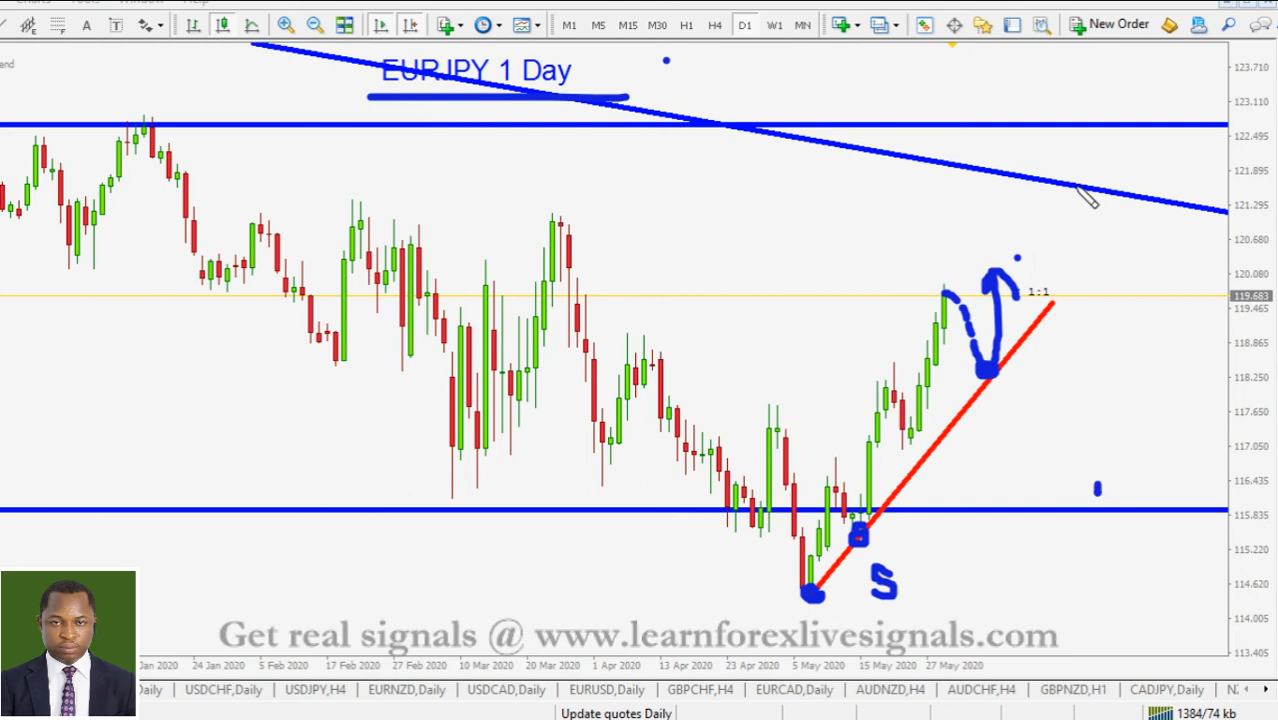 A T M1 M5 M15 M30 H1 H4 D1 W1 MN New Order
end
EURJPY 1 Day
123.710
123.110
122.495
121.895
121.295
120.680
120.080
1:1
119.683
119.465
118.865
118.250
117.650
117.050
116.435
115.835
115.220
S
114.620
114.005
Get real signals @ www.learnforexlivesignals.com
113.405
Jan 2020 24 Jan 2020 5 Feb 2020 17 Feb 2020 27 Feb 2020 10 Mar 2020 20 Mar 2020 1 Apr 2020 13 Apr 2020 23 Apr 2020 5 May 2020 15 May 2020 27 May 2020
Daily USDCHF,Daily USDJPY,H4 EURNZD,Daily USDCAD,Daily EURUSD,Daily GBPCHF,H4 EURCAD,Daily AUDNZD,H4 AUDCHF,H4 GBPNZD,H1 CADJPY,Daily
Update quotes Daily 1384/74 kb